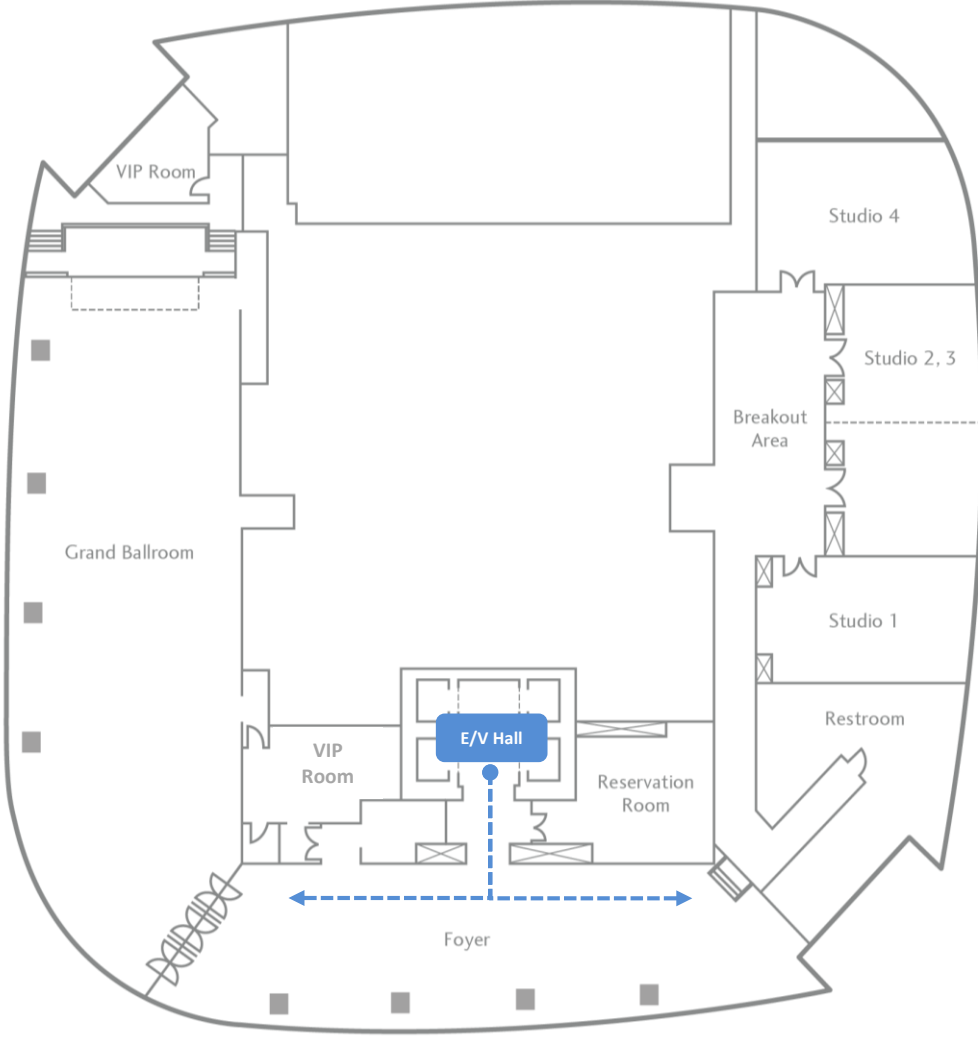 VIP Room
Studio 4
Studio 2, 3
Breakout
Area
Grand Ballroom
Studio 1
Restroom
E/V Hall
VIP
Room
Reservation
Room
Foyer